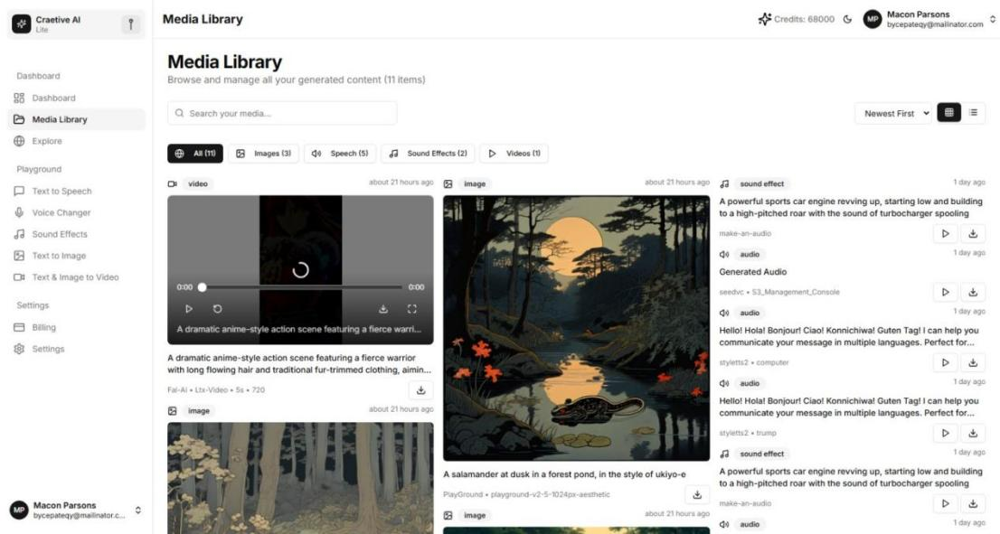 Craetive AI
Lite
Dashboard
Dashboard
Media Library
Explore
Playground
Text to Speech
Voice Changer
Sound Effects
Text to Image
Text & Image to Video
Settings
Billing
Settings
MP
Macon Parsons
bycepateqy@mailinator.c...
Media Library
Credits: 68000
MP
Macon Parsons
bycepateqy@mailinator.com
Media Library
Browse and manage all your generated content (11 items)
Search your media...
Newest First
All (11)
Images (3)
Speech (5)
Sound Effects (2)
Videos (1)
video
about 21 hours ago
0:00
0:00
A dramatic anime-style action scene featuring a fierce warri...
A dramatic anime-style action scene featuring a fierce warrior
with long flowing hair and traditional fur-trimmed clothing, aimin...
Fal-Ai • Ltx-Video • 5s • 720
image
about 21 hours ago
image
about 21 hours ago
A salamander at dusk in a forest pond, in the style of ukiyo-e
PlayGround • playground-v2-5-1024px-aesthetic
image
about 21 hours ago
sound effect
1 day ago
A powerful sports car engine revving up, starting low and building
to a high-pitched roar with the sound of turbocharger spooling
make-an-audio
audio
1 day ago
Generated Audio
seedvc • S3_Management_Console
audio
1 day ago
Hello! Hola! Bonjour! Ciao! Konnichiwa! Guten Tag! I can help you
communicate your message in multiple languages. Perfect for...
styletts2 • computer
audio
1 day ago
Hello! Hola! Bonjour! Ciao! Konnichiwa! Guten Tag! I can help you
communicate your message in multiple languages. Perfect for...
styletts2 • trump
sound effect
1 day ago
A powerful sports car engine revving up, starting low and building
to a high-pitched roar with the sound of turbocharger spooling
make-an-audio
audio
1 day ago